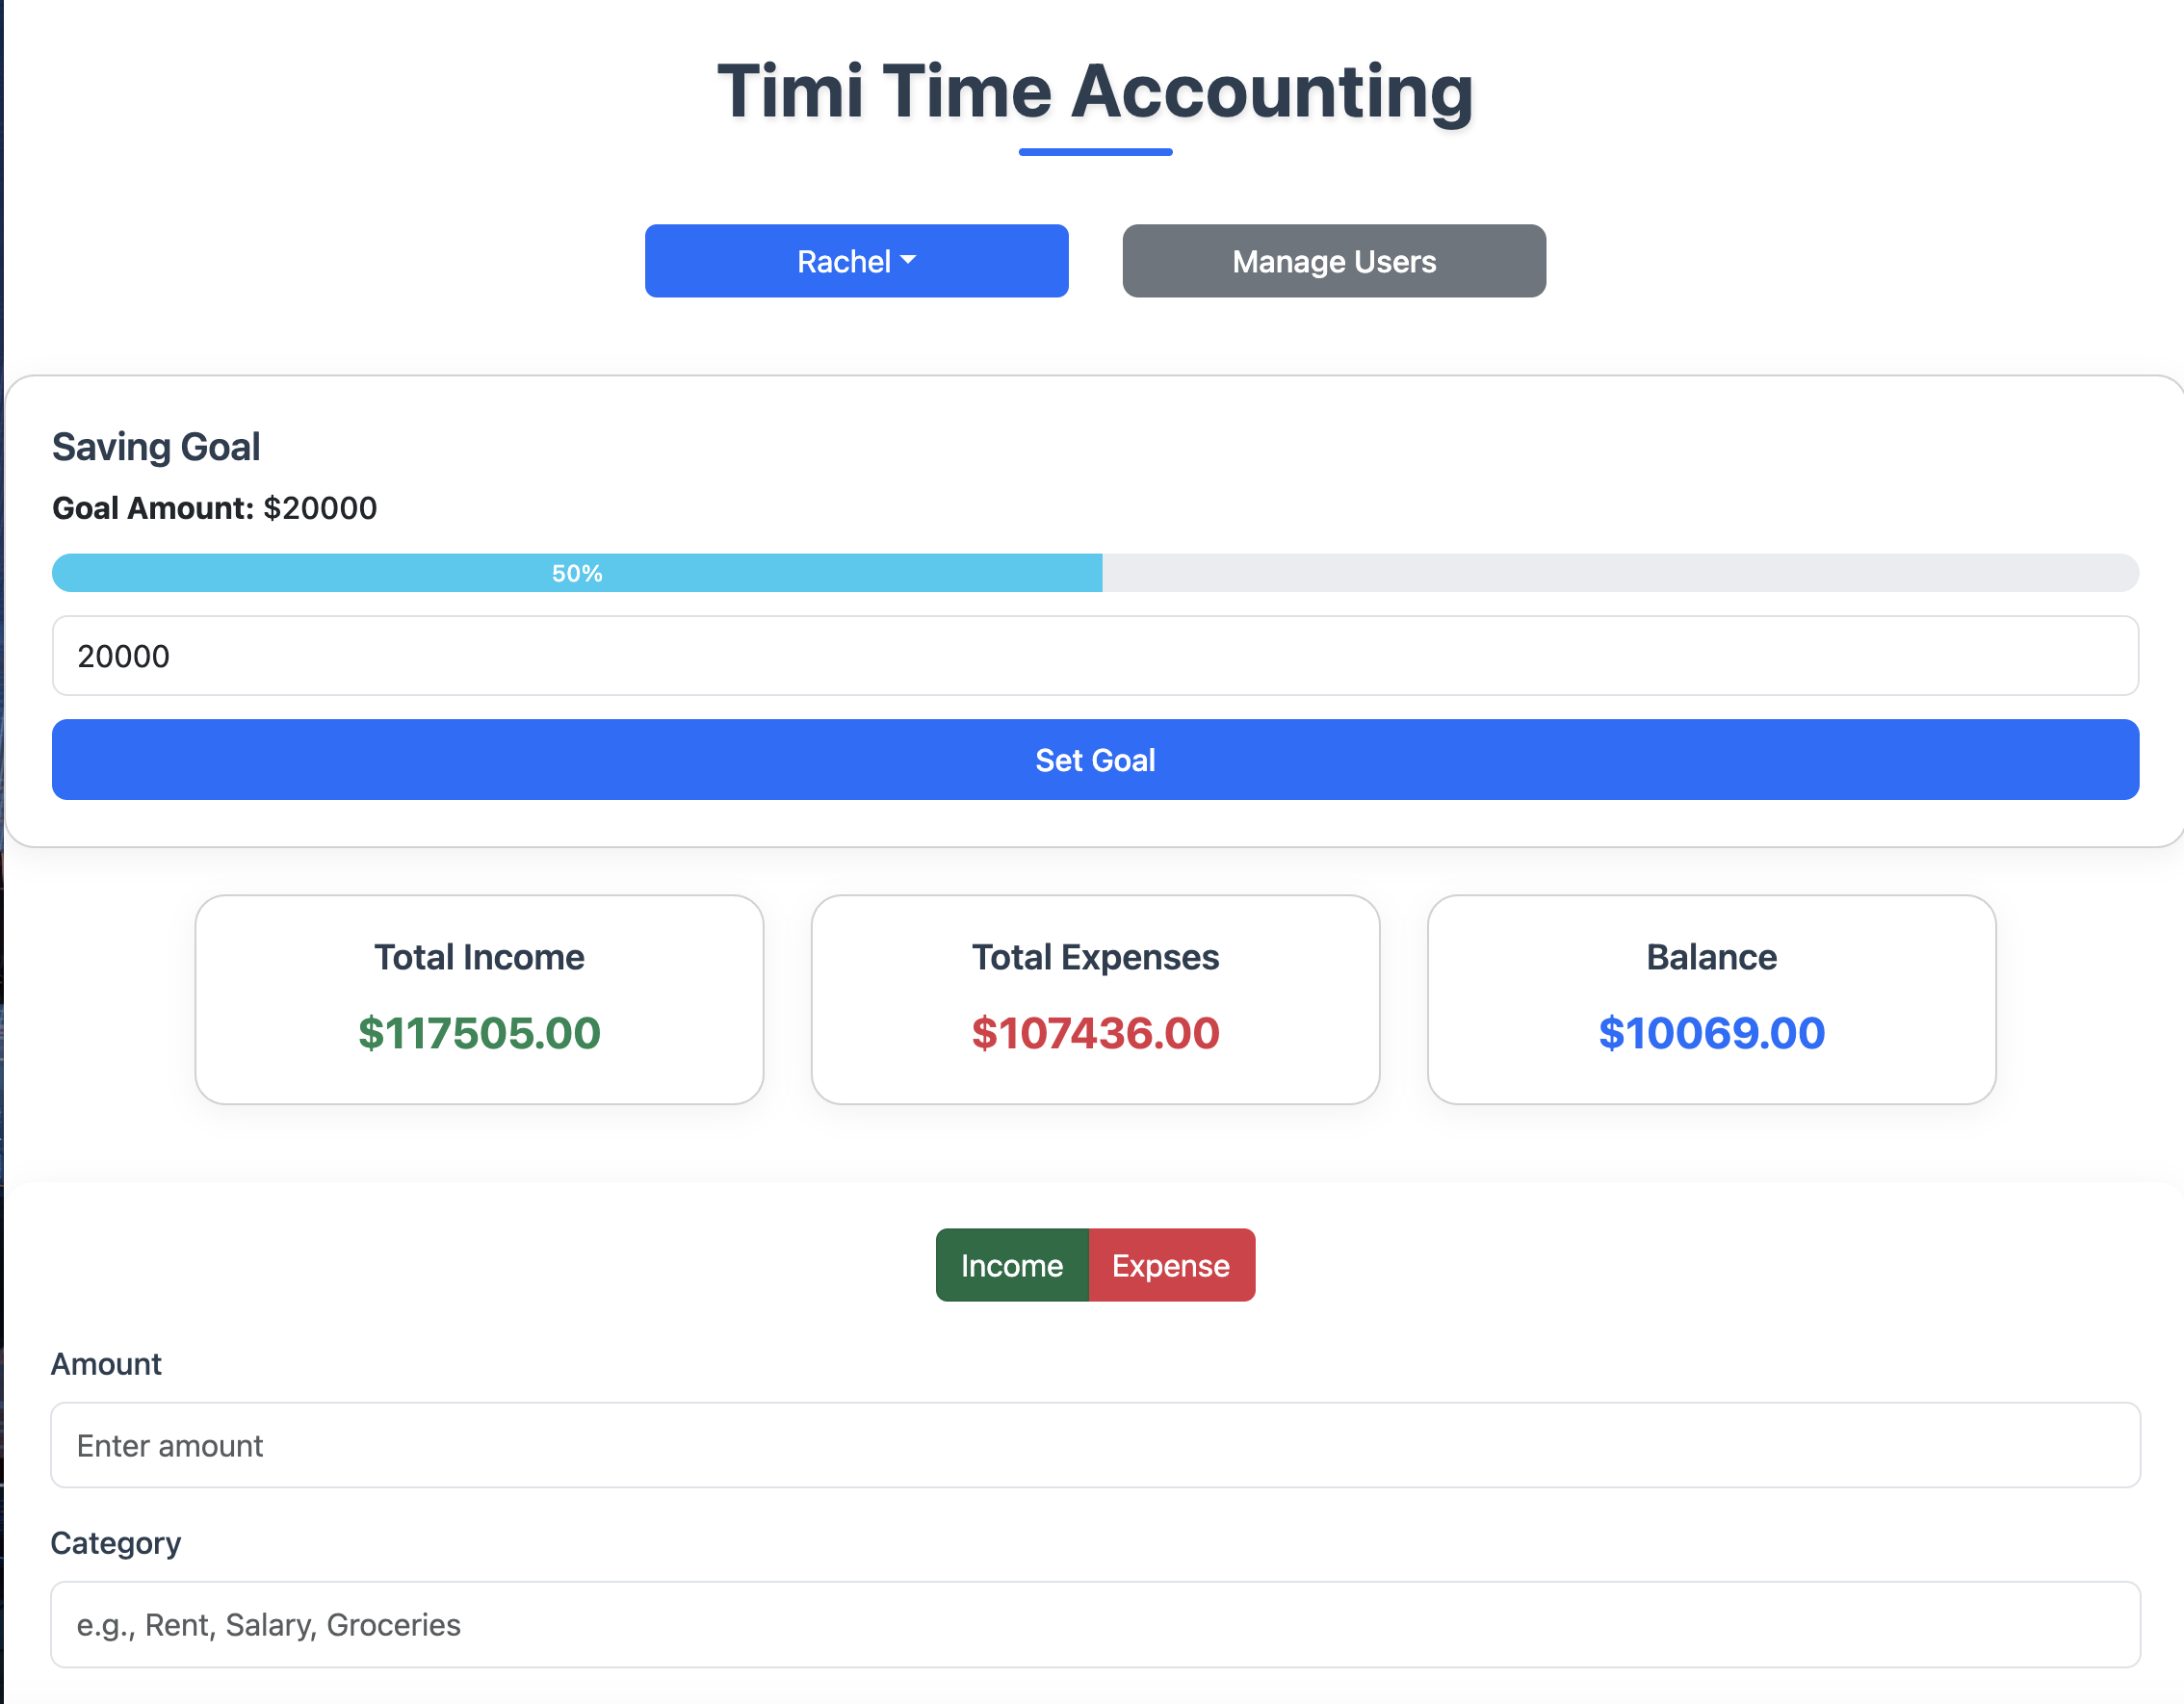 Timi Time Accounting
Rachel
Manage Users
Saving Goal
Goal Amount: $20000
50%
20000
Set Goal
Total Income
$117505.00
Total Expenses
$107436.00
Balance
$10069.00
Income
Expense
Amount
Enter amount
Category
e.g., Rent, Salary, Groceries